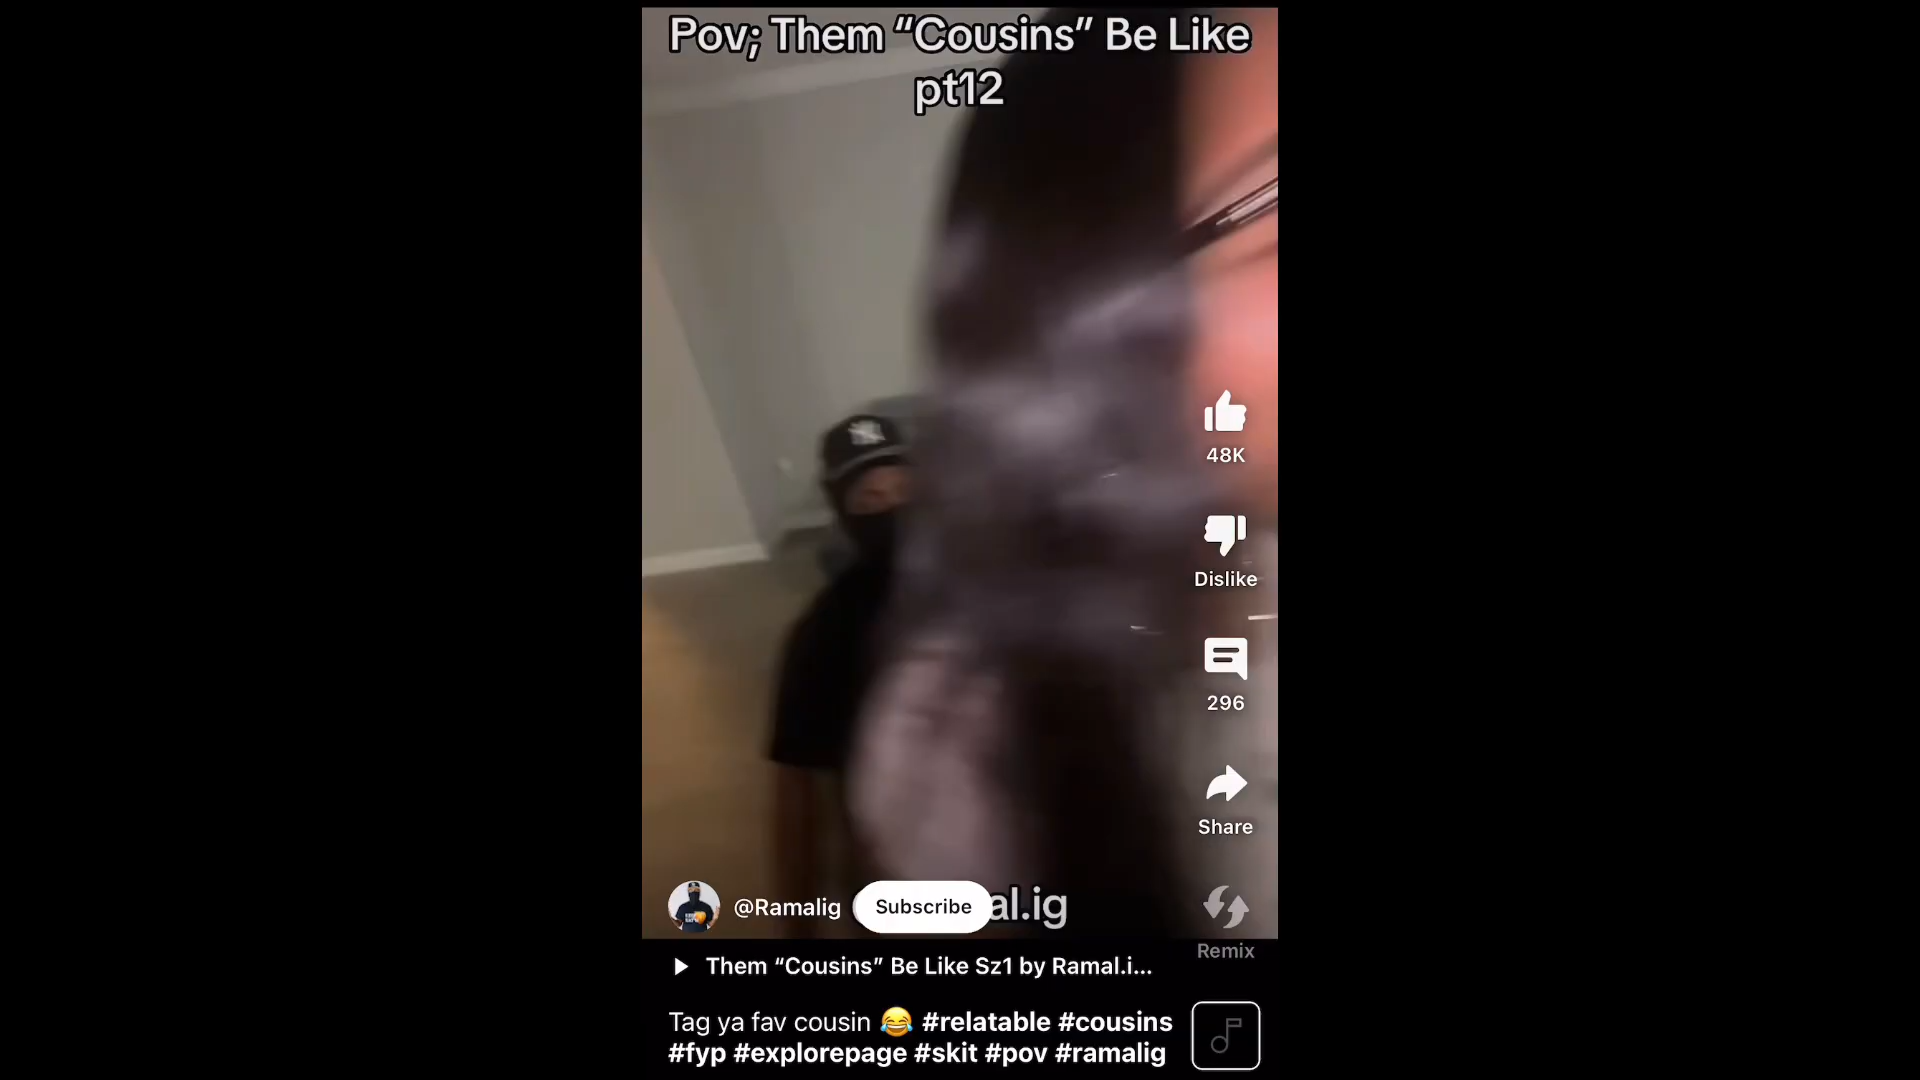 Pov; Them “Cousins” Be Like
pt12
NY
48K
Dislike
296
Share
@Ramalig
Subscribe
al.ig
Remix
Them “Cousins” Be Like Sz1 by Ramal.i...
Tag ya fav cousin 😂 #relatable #cousins
#fyp #explorepage #skit #pov #ramalig